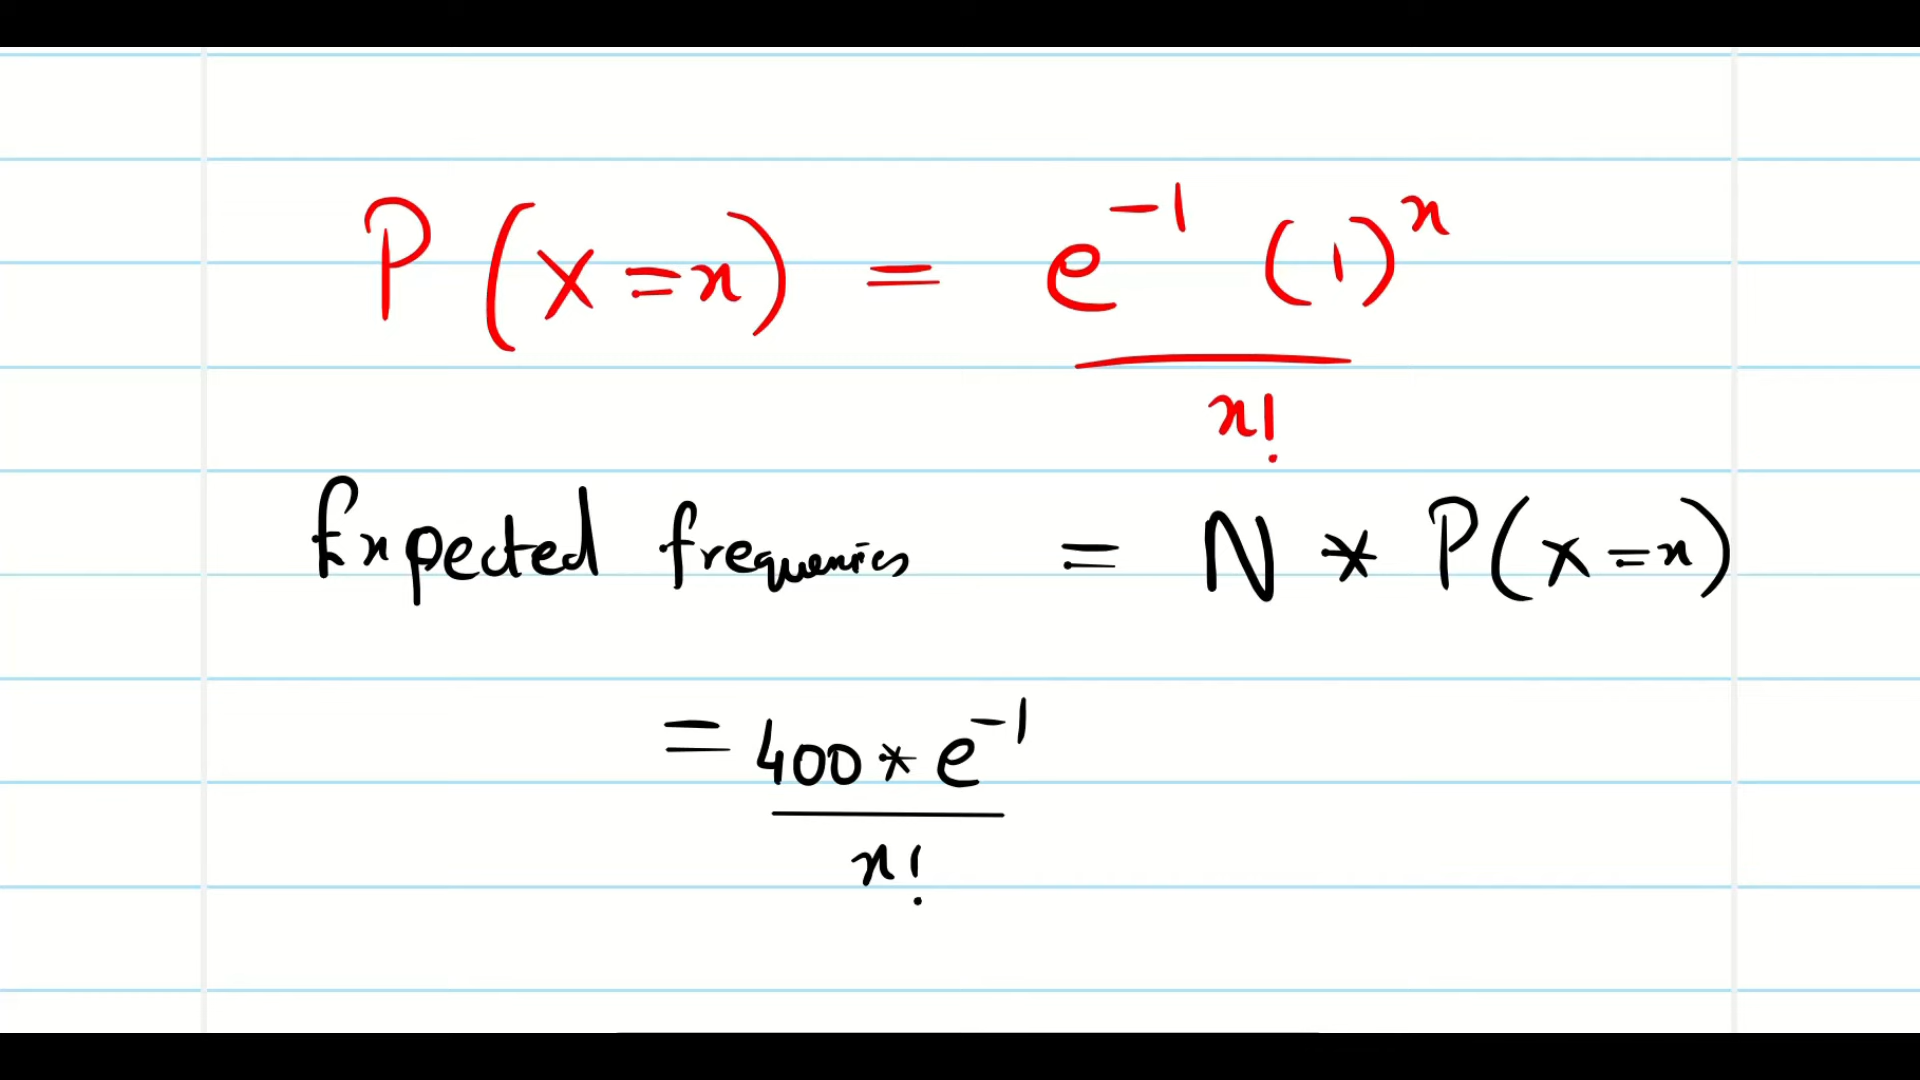 P(X=x) = e^{-1} (1)^x
x!
Expected frequencies = N * P(X=x)
= 400 * e^{-1}
x!